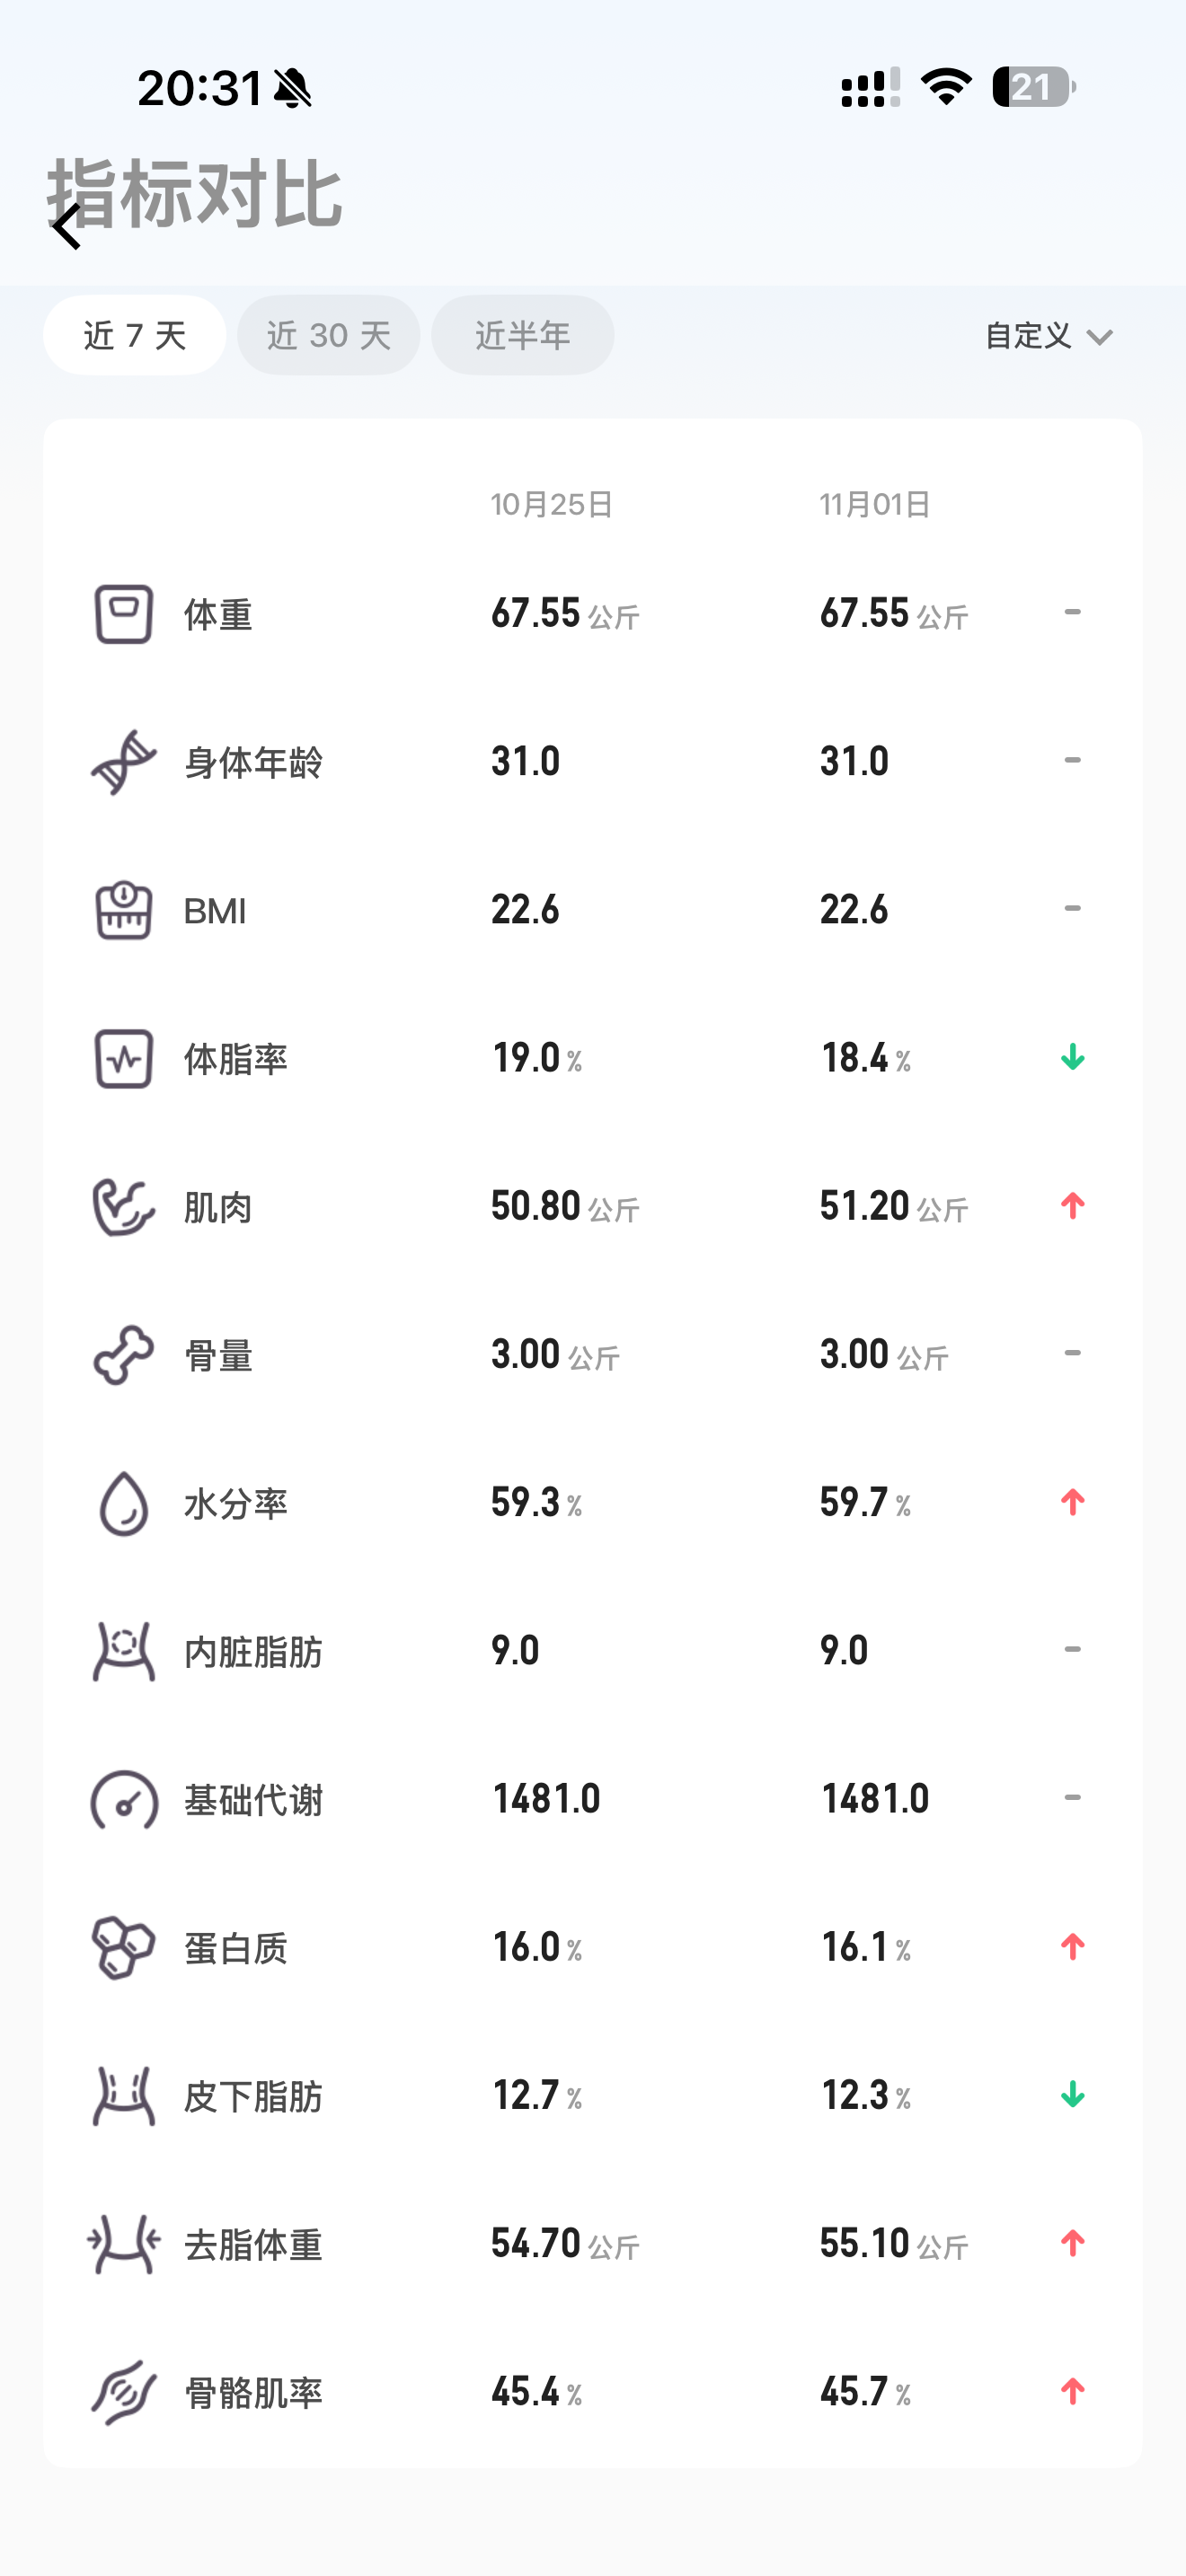 20:31 21
指标对比
近 7 天 近 30 天 近半年 自定义
10月25日 11月01日
体重 67.55 公斤 67.55 公斤 -
身体年龄 31.0 31.0 -
BMI 22.6 22.6 -
体脂率 19.0 % 18.4 % ↓
肌肉 50.80 公斤 51.20 公斤 ↑
骨量 3.00 公斤 3.00 公斤 -
水分率 59.3 % 59.7 % ↑
内脏脂肪 9.0 9.0 -
基础代谢 1481.0 1481.0 -
蛋白质 16.0 % 16.1 % ↑
皮下脂肪 12.7 % 12.3 % ↓
去脂体重 54.70 公斤 55.10 公斤 ↑
骨骼肌率 45.4 % 45.7 % ↑